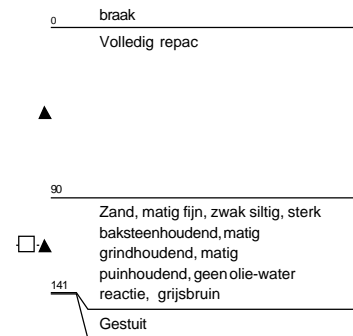 braak
0
Volledig repac
90
Zand, matig fijn, zwak siltig, sterk
baksteenhoudend, matig
grindhoudend, matig
puinhoudend, geen olie-water
reactie, grijsbruin
141
Gestuit